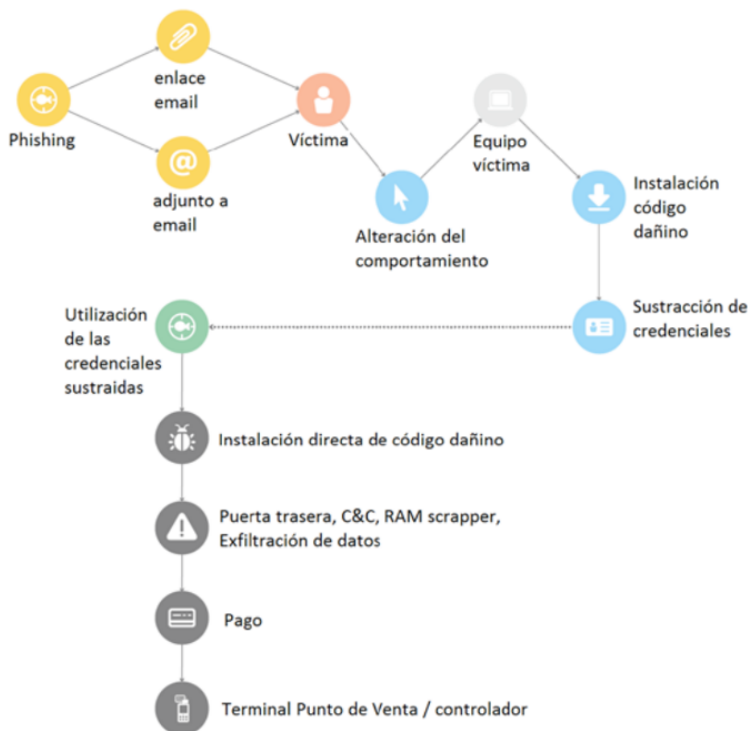 enlace
email
Phishing
Víctima
Equipo
víctima
adjunto a
email
Instalación
código
dañino
Alteración del
comportamiento
Utilización
de las
credenciales
sustraidas
Sustracción de
credenciales
Instalación directa de código dañino
Puerta trasera, C&C, RAM scrapper,
Exfiltración de datos
Pago
Terminal Punto de Venta / controlador